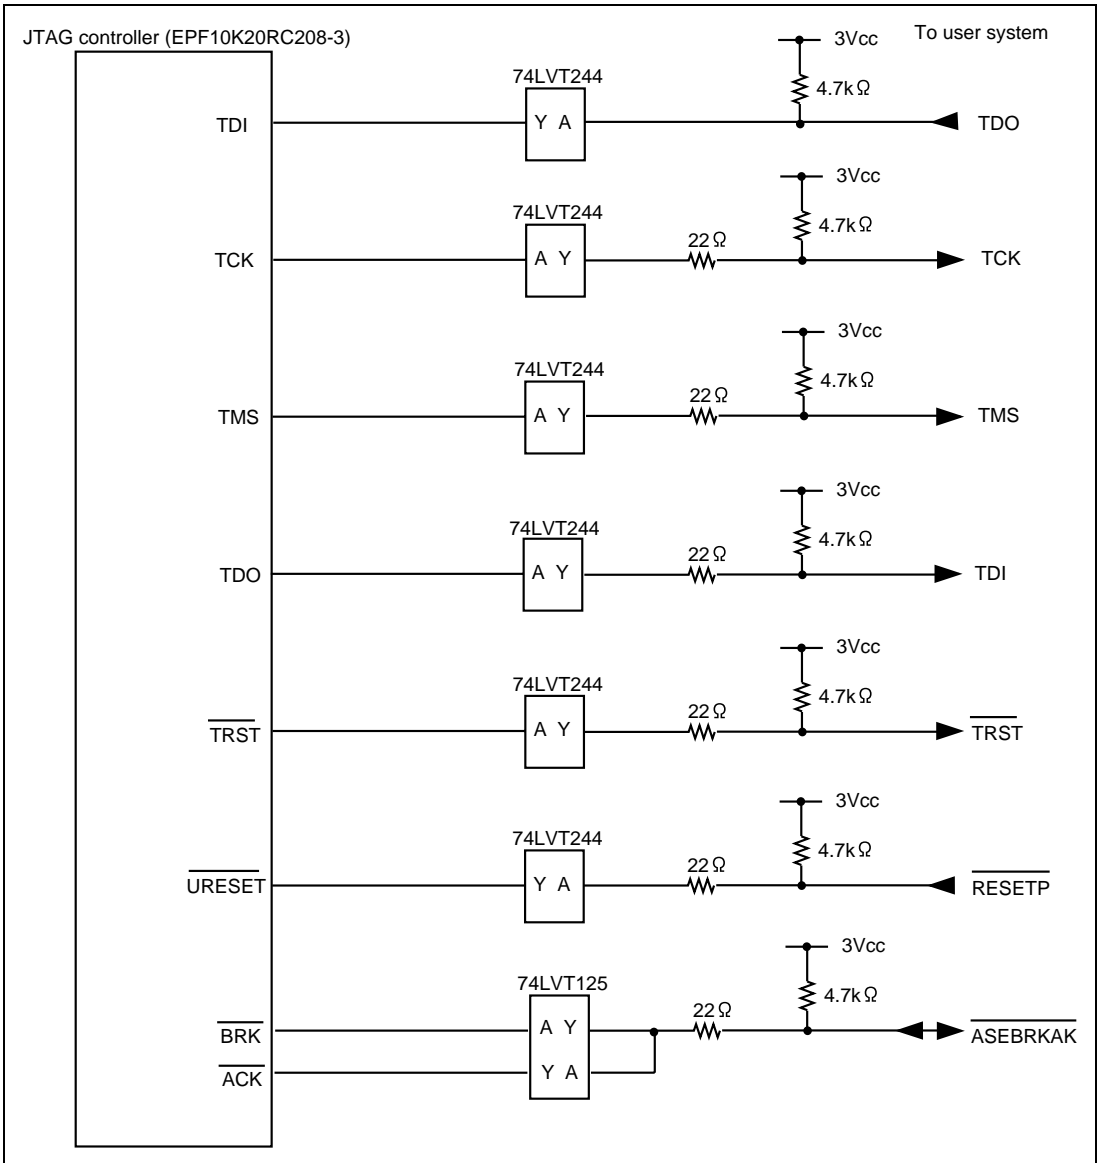 JTAG controller (EPF10K20RC208-3)
To user system
3Vcc
4.7kΩ
74LVT244
TDI
Y A
TDO
3Vcc
4.7kΩ
74LVT244
22Ω
TCK
A Y
TCK
3Vcc
4.7kΩ
74LVT244
22Ω
TMS
A Y
TMS
3Vcc
4.7kΩ
74LVT244
22Ω
TDO
A Y
TDI
3Vcc
4.7kΩ
74LVT244
22Ω
TRST
A Y
TRST
3Vcc
4.7kΩ
74LVT244
22Ω
URESET
Y A
RESETP
3Vcc
4.7kΩ
74LVT125
22Ω
BRK
A Y
ASEBRKAK
ACK
Y A